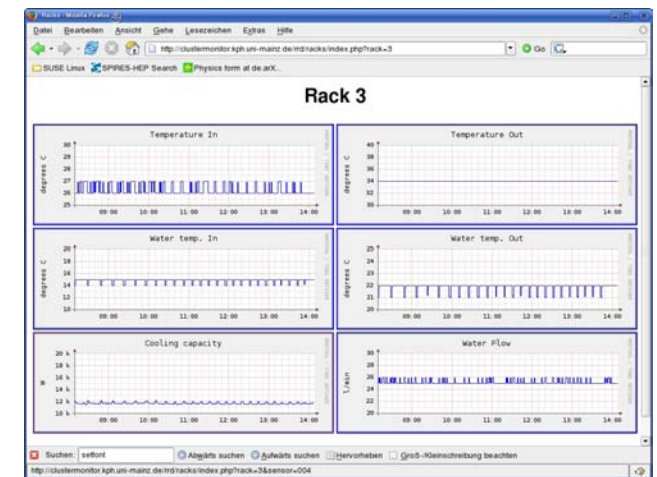 Racks - Mozilla Firefox
Datei Bearbeiten Ansicht Gehe Lesezeichen Extras Hilfe
http://clustermonitor.kph.uni-mainz.de/rrd/racks/index.php?rack=3 Go
SUSE Linux SPIRES-HEP Search Physics form at de.arX...
Rack 3
Temperature In
degrees C
30
29
28
27
26
25
09:00 10:00 11:00 12:00 13:00 14:00
Temperature Out
degrees C
40
38
36
34
32
30
09:00 10:00 11:00 12:00 13:00 14:00
Water temp. In
degrees C
20
18
16
14
12
10
09:00 10:00 11:00 12:00 13:00 14:00
Water temp. Out
degrees C
25
24
23
22
21
20
09:00 10:00 11:00 12:00 13:00 14:00
Cooling capacity
W
20 k
18 k
16 k
14 k
12 k
10 k
09:00 10:00 11:00 12:00 13:00 14:00
Water Flow
l/min
30
28
26
24
22
20
09:00 10:00 11:00 12:00 13:00 14:00
Suchen: setfont Abwärts suchen Aufwärts suchen Hervorheben Groß-/Kleinschreibung beachten
http://clustermonitor.kph.uni-mainz.de/rrd/racks/index.php?rack=3&sensor=004